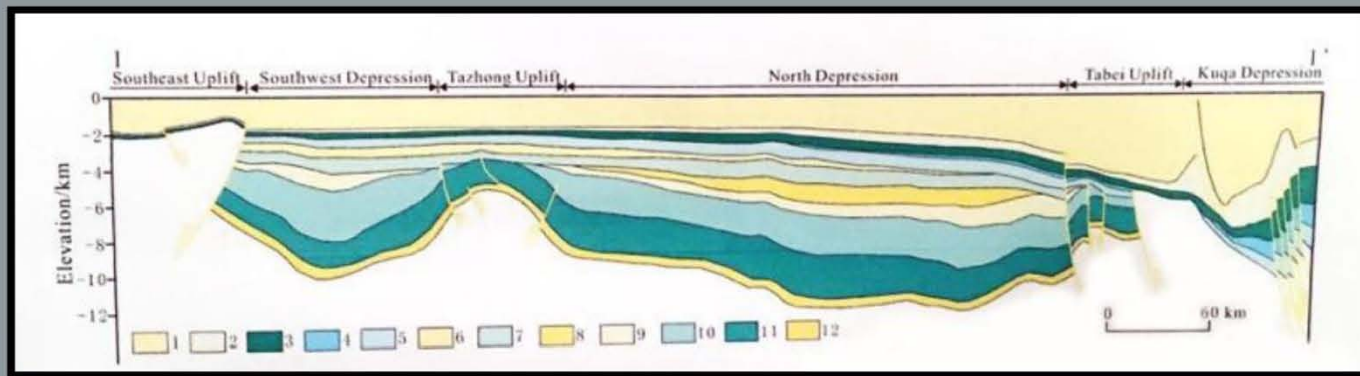 I I'
Southeast Uplift Southwest Depression Tazhong Uplift North Depression Tabei Uplift Kuqa Depression
Elevation/km
0
-2
-4
-6
-8
-10
-12
0 60 km
1 2 3 4 5 6 7 8 9 10 11 12